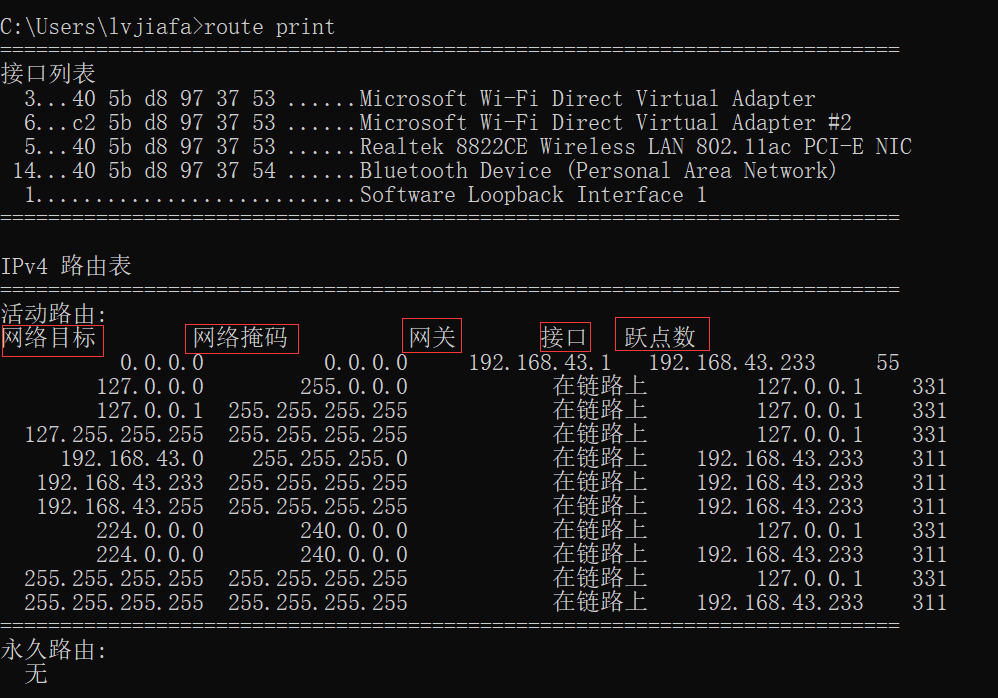 C:\Users\lvjiafa>route print
===========================================================================
接口列表
  3...40 5b d8 97 37 53 ......Microsoft Wi-Fi Direct Virtual Adapter
  6...c2 5b d8 97 37 53 ......Microsoft Wi-Fi Direct Virtual Adapter #2
  5...40 5b d8 97 37 53 ......Realtek 8822CE Wireless LAN 802.11ac PCI-E NIC
 14...40 5b d8 97 37 54 ......Bluetooth Device (Personal Area Network)
  1...........................Software Loopback Interface 1
===========================================================================
IPv4 路由表
===========================================================================
活动路由:
网络目标 网络掩码 网关 接口 跃点数
0.0.0.0 0.0.0.0 192.168.43.1 192.168.43.233 55
127.0.0.0 255.0.0.0 在链路上 127.0.0.1 331
127.0.0.1 255.255.255.255 在链路上 127.0.0.1 331
127.255.255.255 255.255.255.255 在链路上 127.0.0.1 331
192.168.43.0 255.255.255.0 在链路上 192.168.43.233 311
192.168.43.233 255.255.255.255 在链路上 192.168.43.233 311
192.168.43.255 255.255.255.255 在链路上 192.168.43.233 311
224.0.0.0 240.0.0.0 在链路上 127.0.0.1 331
224.0.0.0 240.0.0.0 在链路上 192.168.43.233 311
255.255.255.255 255.255.255.255 在链路上 127.0.0.1 331
255.255.255.255 255.255.255.255 在链路上 192.168.43.233 311
===========================================================================
永久路由:
  无